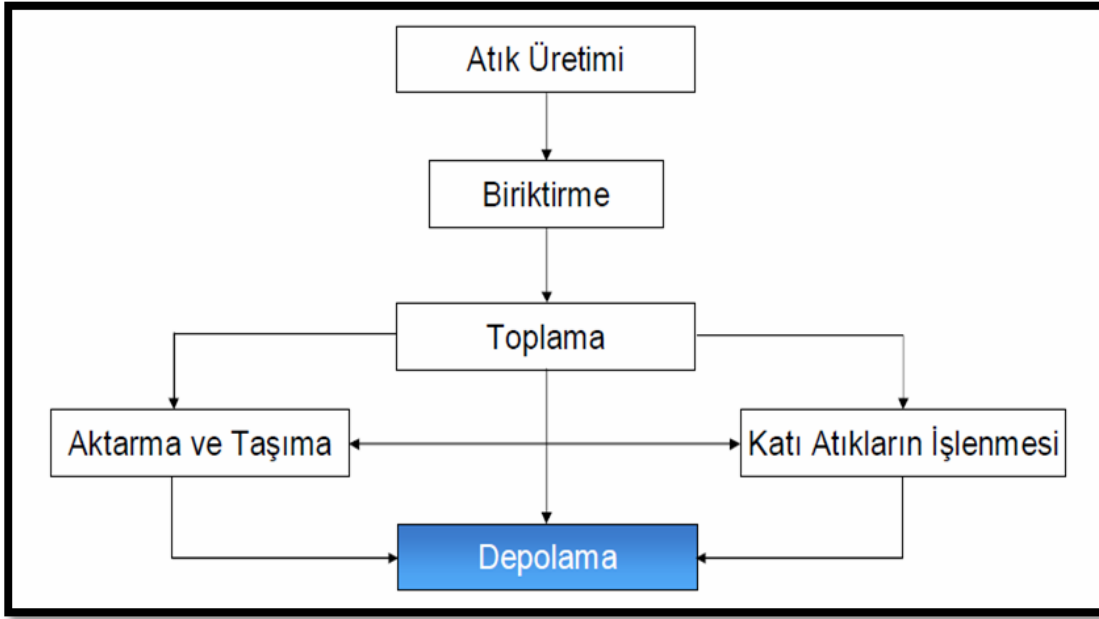 Atık Üretimi
Biriktirme
Toplama
Aktarma ve Taşıma
Katı Atıkların İşlenmesi
Depolama